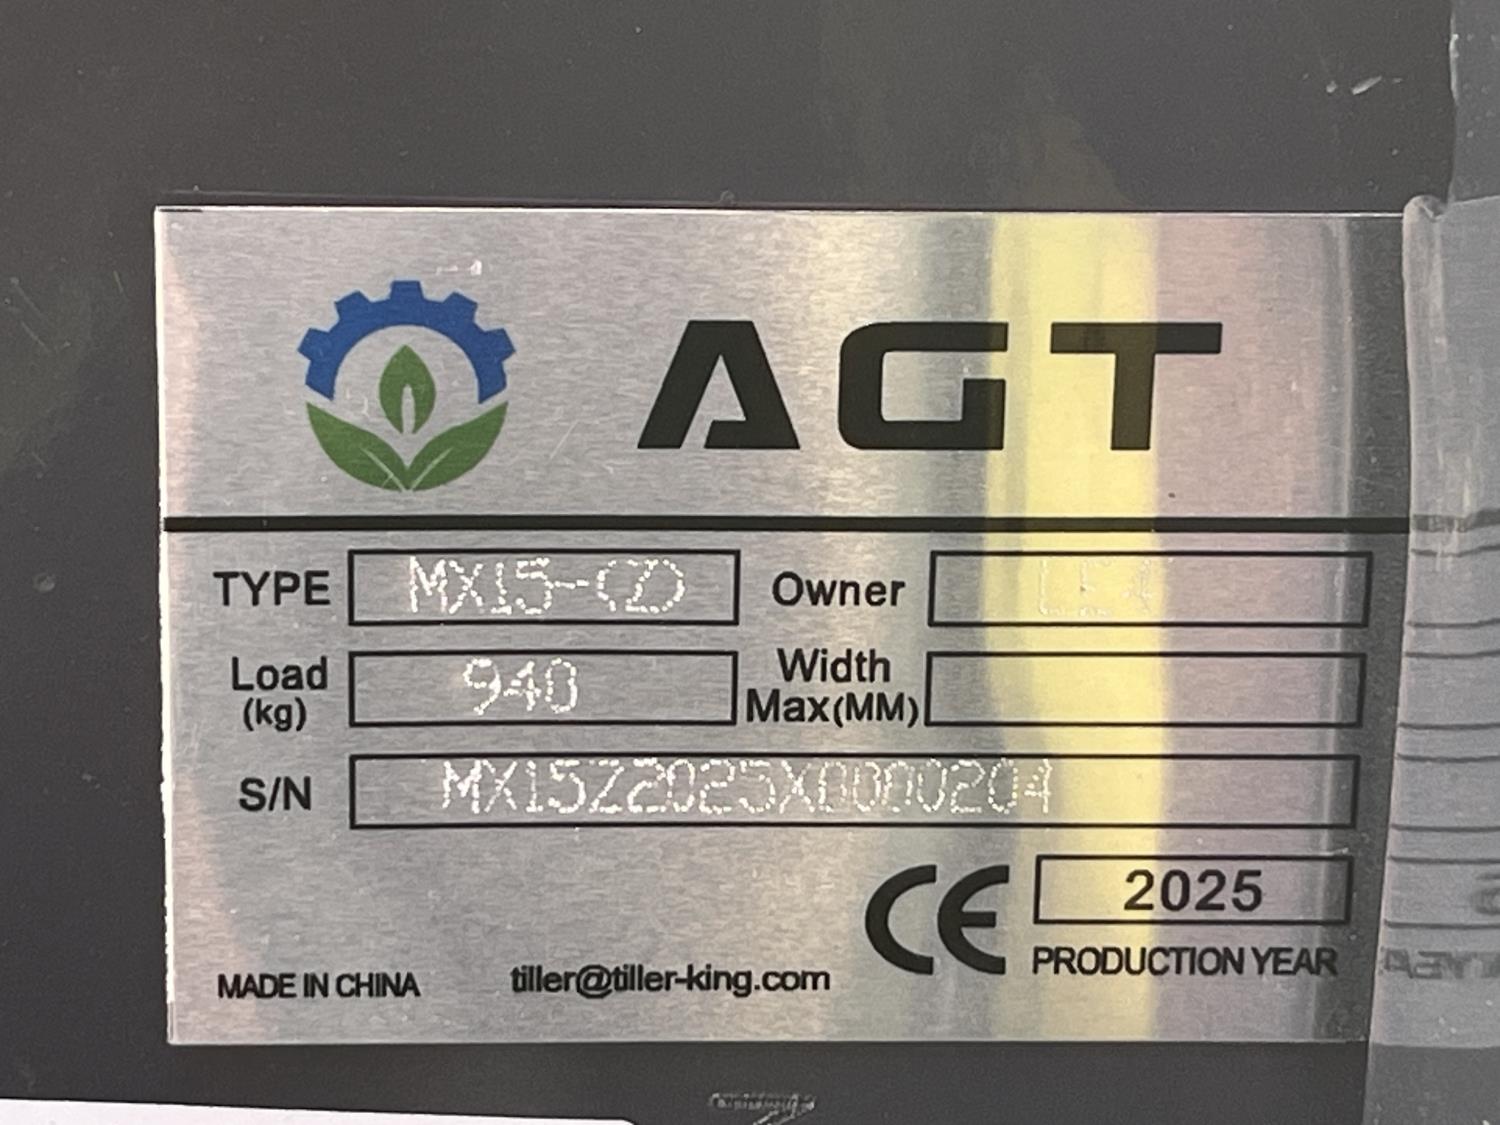 AGT
TYPE MX15-(Z) Owner
Load (kg) 940 Width Max(MM)
S/N MX15Z2025X0000204
CE 2025
PRODUCTION YEAR
MADE IN CHINA tiller@tiller-king.com